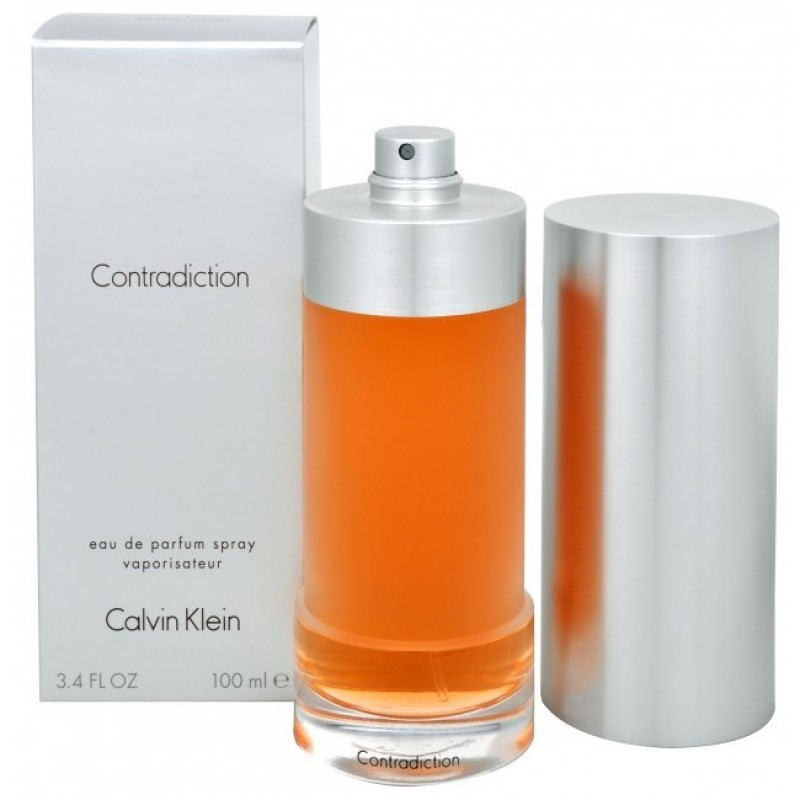 Contradiction
eau de parfum spray
vaporisateur
Calvin Klein
3.4 FL OZ 100 ml ℮
Contradiction